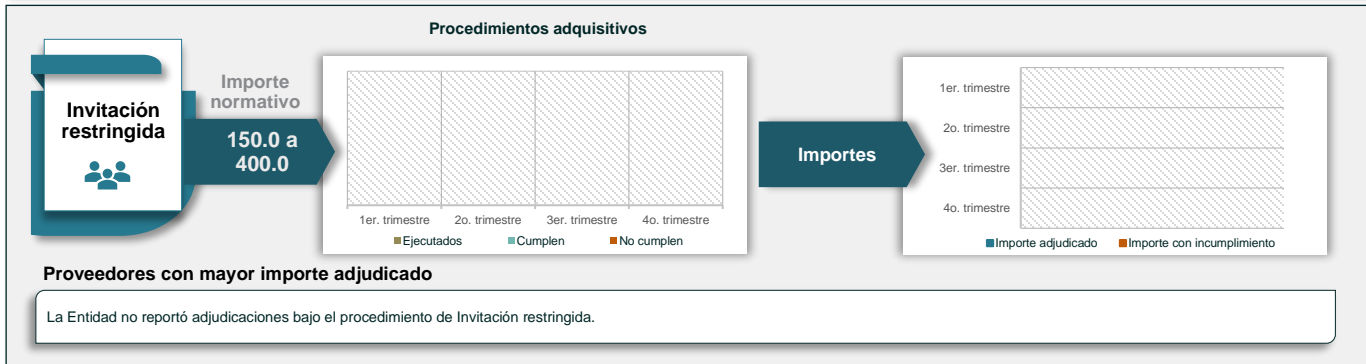 Procedimientos adquisitivos
Invitación
restringida
Importe
normativo
150.0 a
400.0
1er. trimestre 2o. trimestre 3er. trimestre 4o. trimestre
Ejecutados Cumplen No cumplen
Importes
1er. trimestre
2o. trimestre
3er. trimestre
4o. trimestre
Importe adjudicado Importe con incumplimiento
Proveedores con mayor importe adjudicado
La Entidad no reportó adjudicaciones bajo el procedimiento de Invitación restringida.